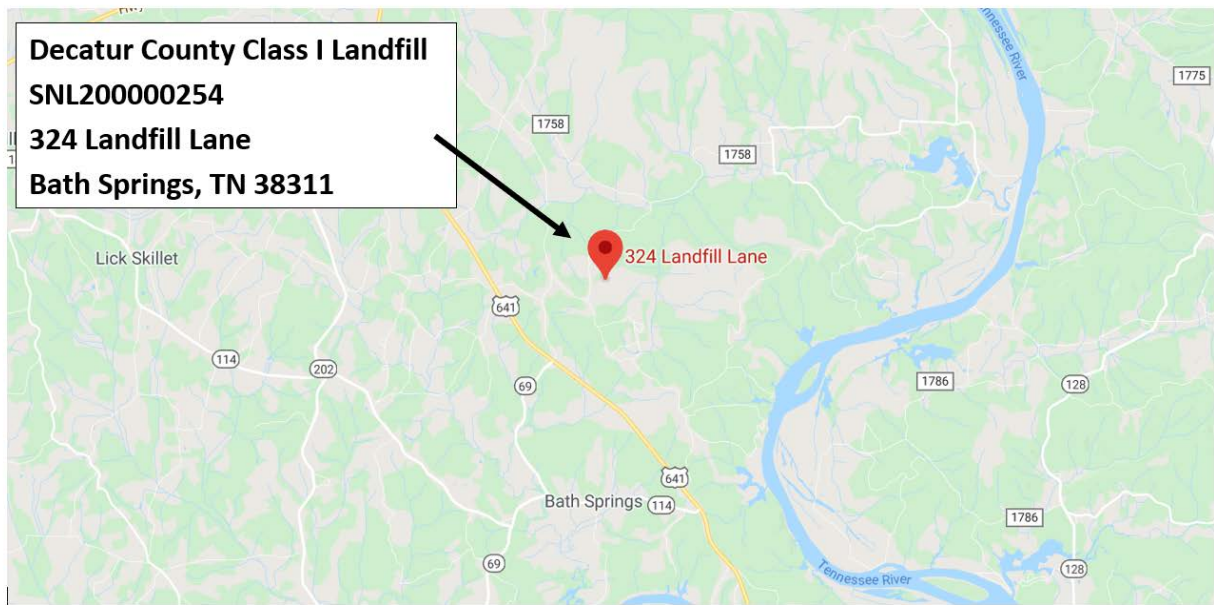 Hwy
Decatur County Class I Landfill
SNL200000254
324 Landfill Lane
Bath Springs, TN 38311
Tennessee River
1775
1758
1758
Lick Skillet
324 Landfill Lane
641
114
202
69
1786
128
641
Bath Springs
114
1786
69
Tennessee River
128